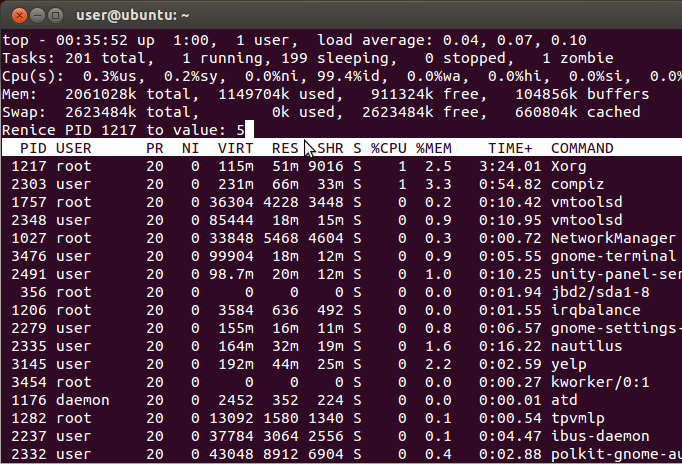 user@ubuntu: ~
top - 00:35:52 up  1:00,  1 user,  load average: 0.04, 0.07, 0.10
Tasks: 201 total,   1 running, 199 sleeping,   0 stopped,   1 zombie
Cpu(s):  0.3%us,  0.2%sy,  0.0%ni, 99.4%id,  0.0%wa,  0.0%hi,  0.0%si,  0.0%
Mem:   2061028k total,  1149704k used,   911324k free,   104856k buffers
Swap:  2623484k total,        0k used,  2623484k free,   660804k cached
Renice PID 1217 to value: 5
PID USER      PR  NI  VIRT  RES  SHR S %CPU %MEM    TIME+  COMMAND
1217 root      20   0  115m  51m 9016 S    1  2.5   3:24.01 Xorg
2303 user      20   0  231m  66m  33m S    1  3.3   0:54.82 compiz
1757 root      20   0 36304 4228 3448 S    0  0.2   0:10.42 vmtoolsd
2348 user      20   0 85444  18m  15m S    0  0.9   0:10.95 vmtoolsd
1027 root      20   0 33848 5468 4604 S    0  0.3   0:00.72 NetworkManager
3476 user      20   0 99904  18m  12m S    0  0.9   0:05.55 gnome-terminal
2491 user      20   0 98.7m  20m  12m S    0  1.0   0:10.25 unity-panel-ser
356 root      20   0     0    0    0 S    0  0.0   0:01.94 jbd2/sda1-8
1206 root      20   0  3584  636  492 S    0  0.0   0:01.55 irqbalance
2279 user      20   0  155m  16m  11m S    0  0.8   0:06.57 gnome-settings-
2335 user      20   0  164m  32m  19m S    0  1.6   0:16.22 nautilus
3145 user      20   0  192m  44m  25m S    0  2.2   0:02.59 yelp
3454 root      20   0     0    0    0 S    0  0.0   0:00.27 kworker/0:1
1176 daemon    20   0  2452  352  224 S    0  0.0   0:00.01 atd
1282 root      20   0 13092 1580 1340 S    0  0.1   0:00.54 tpvmlp
2237 user      20   0 37784 3064 2556 S    0  0.1   0:04.47 ibus-daemon
2332 user      20   0 43048 8912 6904 S    0  0.4   0:02.88 polkit-gnome-au